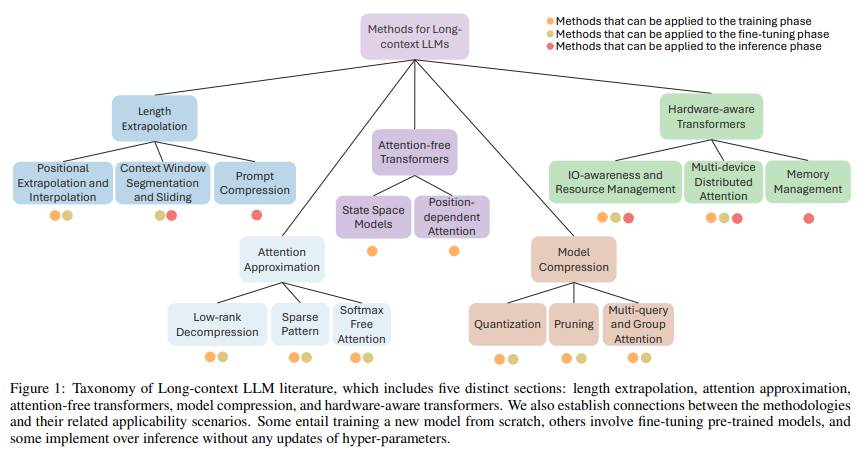 Methods for Long-
context LLMs
Methods that can be applied to the training phase
Methods that can be applied to the fine-tuning phase
Methods that can be applied to the inference phase
Length
Extrapolation
Hardware-aware
Transformers
Attention-free
Transformers
Positional
Extrapolation and
Interpolation
Context Window
Segmentation
and Sliding
Prompt
Compression
IO-awareness and
Resource Management
Multi-device
Distributed
Attention
Memory
Management
State Space
Models
Position-
dependent
Attention
Attention
Approximation
Model
Compression
Low-rank
Decompression
Sparse
Pattern
Softmax
Free
Attention
Quantization
Pruning
Multi-query
and Group
Attention
Figure 1: Taxonomy of Long-context LLM literature, which includes five distinct sections: length extrapolation, attention approximation,
attention-free transformers, model compression, and hardware-aware transformers. We also establish connections between the methodologies
and their related applicability scenarios. Some entail training a new model from scratch, others involve fine-tuning pre-trained models, and
some implement over inference without any updates of hyper-parameters.